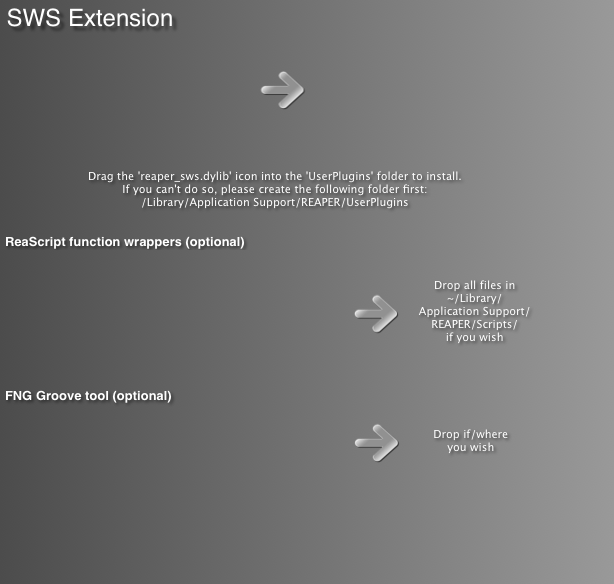 SWS Extension
Drag the 'reaper_sws.dylib' icon into the 'UserPlugins' folder to install.
If you can't do so, please create the following folder first:
/Library/Application Support/REAPER/UserPlugins
ReaScript function wrappers (optional)
Drop all files in
~/Library/
Application Support/
REAPER/Scripts/
if you wish
FNG Groove tool (optional)
Drop if/where
you wish